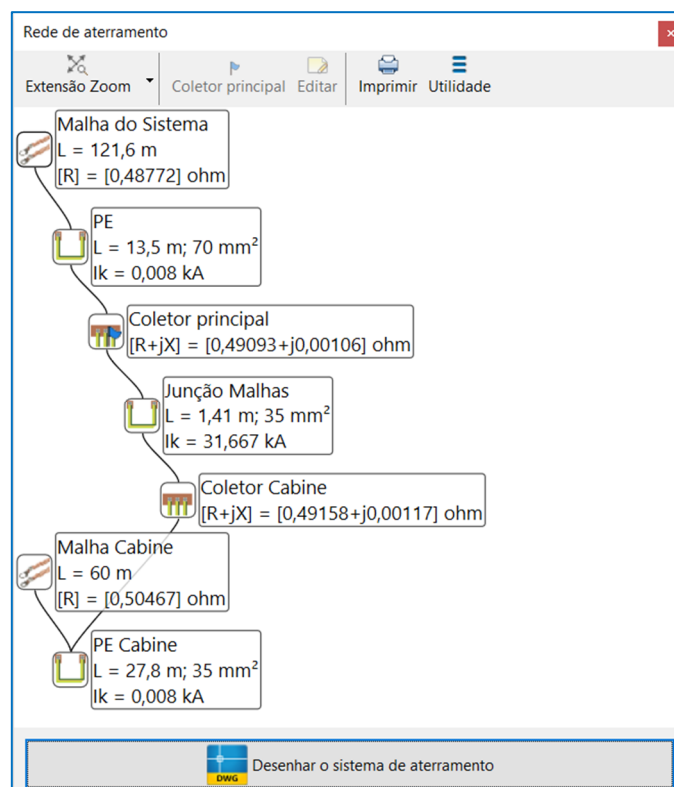 Rede de aterramento
Extensão Zoom
Coletor principal
Editar
Imprimir
Utilidade
Malha do Sistema
L = 121,6 m
[R] = [0,48772] ohm
PE
L = 13,5 m; 70 mm²
Ik = 0,008 kA
Coletor principal
[R+jX] = [0,49093+j0,00106] ohm
Junção Malhas
L = 1,41 m; 35 mm²
Ik = 31,667 kA
Coletor Cabine
[R+jX] = [0,49158+j0,00117] ohm
Malha Cabine
L = 60 m
[R] = [0,50467] ohm
PE Cabine
L = 27,8 m; 35 mm²
Ik = 0,008 kA
DWG
Desenhar o sistema de aterramento